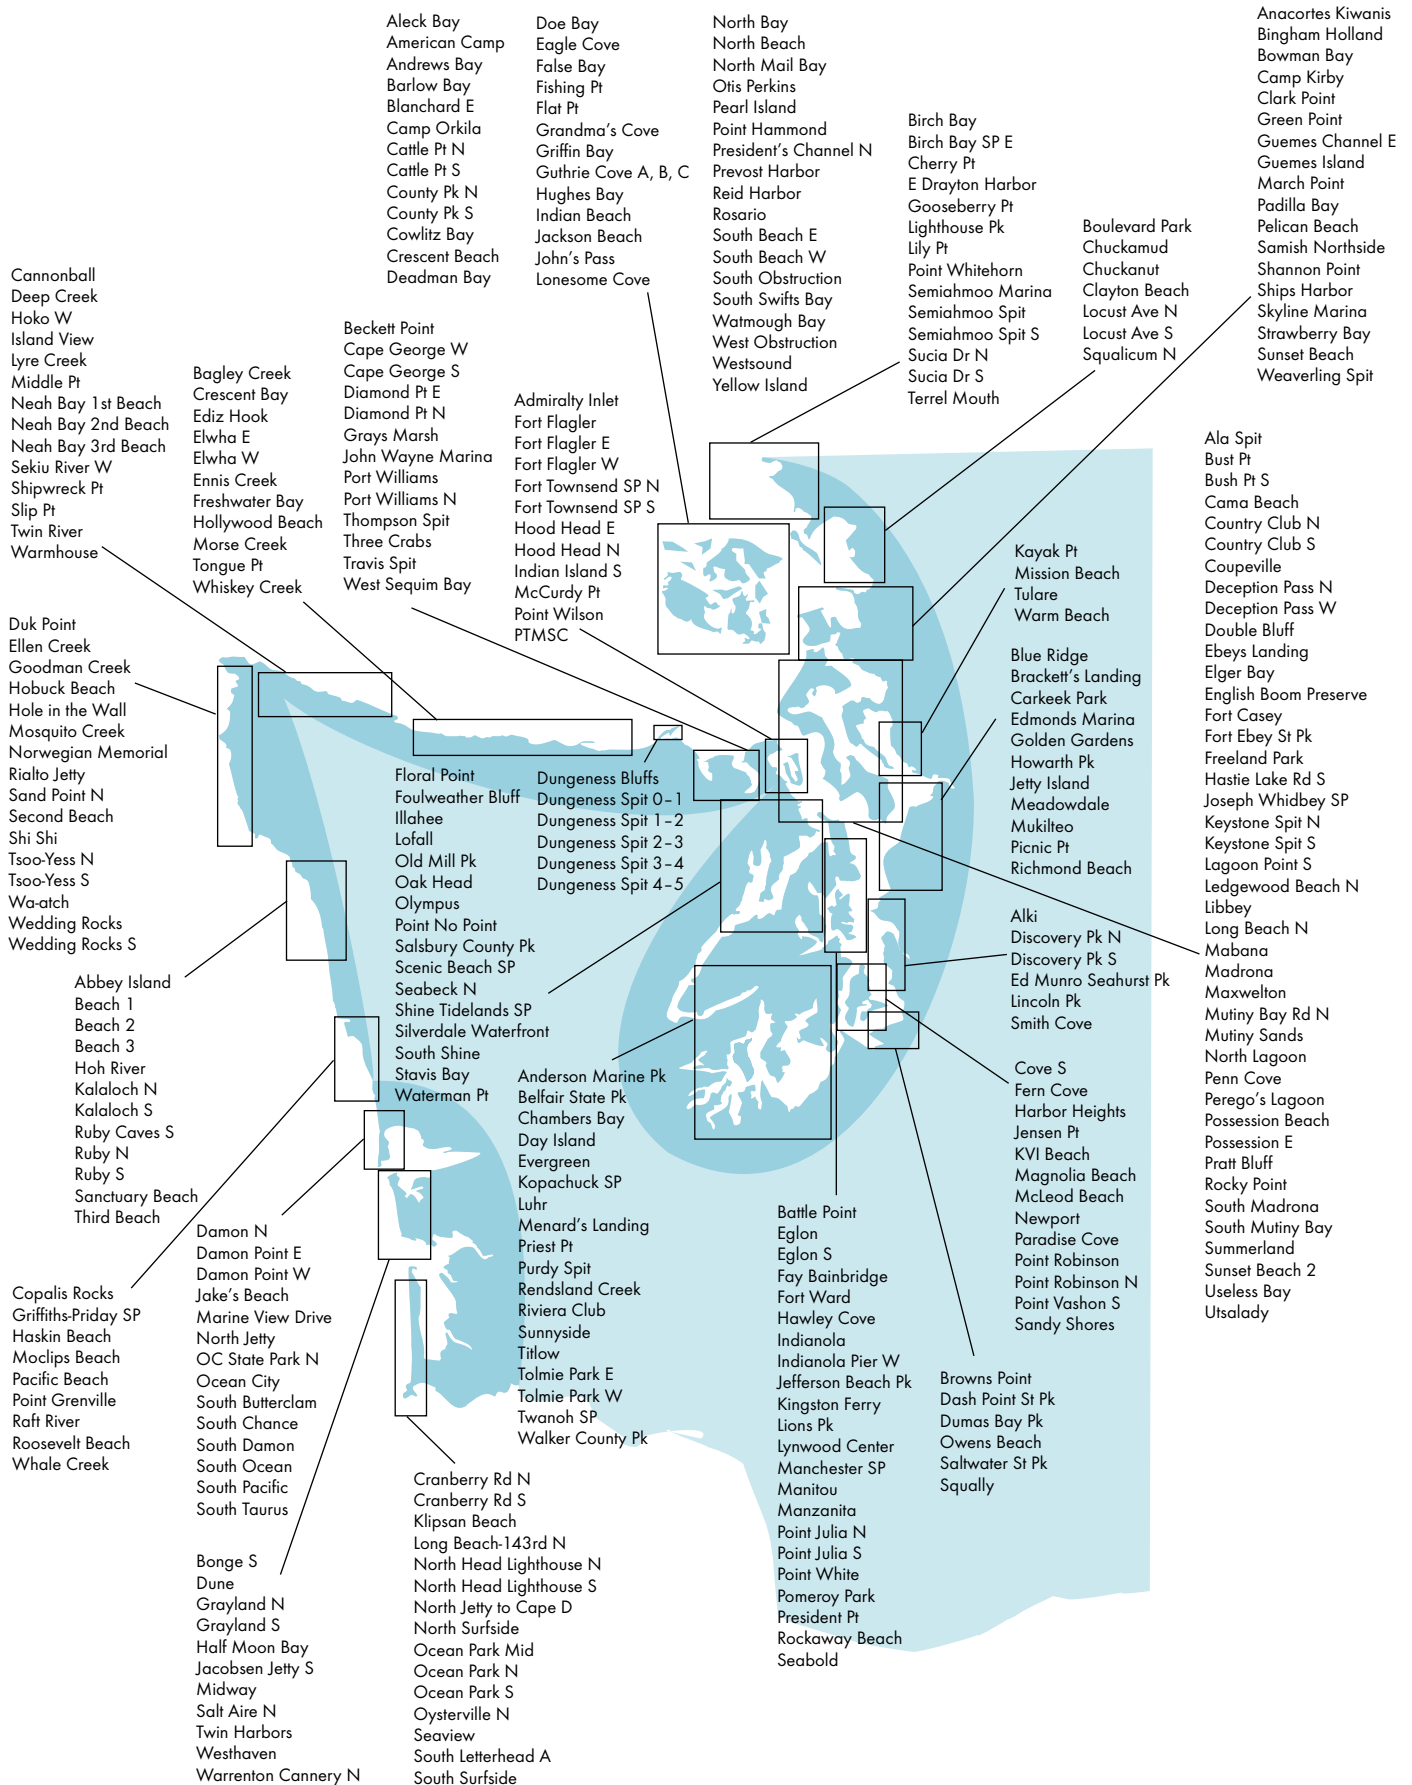 Aleck Bay
American Camp
Andrews Bay
Barlow Bay
Blanchard E
Camp Orkila
Cattle Pt N
Cattle Pt S
County Pk N
County Pk S
Cowlitz Bay
Crescent Beach
Deadman Bay
Doe Bay
Eagle Cove
False Bay
Fishing Pt
Flat Pt
Grandma's Cove
Griffin Bay
Guthrie Cove A, B, C
Hughes Bay
Indian Beach
Jackson Beach
John's Pass
Lonesome Cove
North Bay
North Beach
North Mail Bay
Otis Perkins
Pearl Island
Point Hammond
President's Channel N
Prevost Harbor
Reid Harbor
Rosario
South Beach E
South Beach W
South Obstruction
South Swifts Bay
Watmough Bay
West Obstruction
Westsound
Yellow Island
Birch Bay
Birch Bay SP E
Cherry Pt
E Drayton Harbor
Gooseberry Pt
Lighthouse Pk
Lily Pt
Point Whitehorn
Semiahmoo Marina
Semiahmoo Spit
Semiahmoo Spit S
Sucia Dr N
Sucia Dr S
Terrel Mouth
Boulevard Park
Chuckamud
Chuckanut
Clayton Beach
Locust Ave N
Locust Ave S
Squalicum N
Anacortes Kiwanis
Bingham Holland
Bowman Bay
Camp Kirby
Clark Point
Green Point
Guemes Channel E
Guemes Island
March Point
Padilla Bay
Pelican Beach
Samish Northside
Shannon Point
Ships Harbor
Skyline Marina
Strawberry Bay
Sunset Beach
Weaverling Spit
Cannonball
Deep Creek
Hoko W
Island View
Lyre Creek
Middle Pt
Neah Bay 1st Beach
Neah Bay 2nd Beach
Neah Bay 3rd Beach
Sekiu River W
Shipwreck Pt
Slip Pt
Twin River
Warmhouse
Bagley Creek
Crescent Bay
Ediz Hook
Elwha E
Elwha W
Ennis Creek
Freshwater Bay
Hollywood Beach
Morse Creek
Tongue Pt
Whiskey Creek
Beckett Point
Cape George W
Cape George S
Diamond Pt E
Diamond Pt N
Grays Marsh
John Wayne Marina
Port Williams
Port Williams N
Thompson Spit
Three Crabs
Travis Spit
West Sequim Bay
Admiralty Inlet
Fort Flagler
Fort Flagler E
Fort Flagler W
Fort Townsend SP N
Fort Townsend SP S
Hood Head E
Hood Head N
Indian Island S
McCurdy Pt
Point Wilson
PTMSC
Kayak Pt
Mission Beach
Tulare
Warm Beach
Blue Ridge
Brackett's Landing
Carkeek Park
Edmonds Marina
Golden Gardens
Howarth Pk
Jetty Island
Meadowdale
Mukilteo
Picnic Pt
Richmond Beach
Ala Spit
Bust Pt
Bush Pt S
Cama Beach
Country Club N
Country Club S
Coupeville
Deception Pass N
Deception Pass W
Double Bluff
Ebeys Landing
Elger Bay
English Boom Preserve
Fort Casey
Fort Ebey St Pk
Freeland Park
Hastie Lake Rd S
Joseph Whidbey SP
Keystone Spit N
Keystone Spit S
Lagoon Point S
Ledgewood Beach N
Libbey
Long Beach N
Mabana
Madrona
Maxwelton
Mutiny Bay Rd N
Mutiny Sands
North Lagoon
Penn Cove
Perego's Lagoon
Possession Beach
Possession E
Pratt Bluff
Rocky Point
South Madrona
South Mutiny Bay
Summerland
Sunset Beach 2
Useless Bay
Utsalady
Duk Point
Ellen Creek
Goodman Creek
Hobuck Beach
Hole in the Wall
Mosquito Creek
Norwegian Memorial
Rialto Jetty
Sand Point N
Second Beach
Shi Shi
Tsoo-Yess N
Tsoo-Yess S
Wa-atch
Wedding Rocks
Wedding Rocks S
Floral Point
Foulweather Bluff
Illahee
Lofall
Old Mill Pk
Oak Head
Olympus
Point No Point
Salsbury County Pk
Scenic Beach SP
Seabeck N
Shine Tidelands SP
Silverdale Waterfront
South Shine
Stavis Bay
Waterman Pt
Dungeness Bluffs
Dungeness Spit 0–1
Dungeness Spit 1–2
Dungeness Spit 2–3
Dungeness Spit 3–4
Dungeness Spit 4–5
Alki
Discovery Pk N
Discovery Pk S
Ed Munro Seahurst Pk
Lincoln Pk
Smith Cove
Abbey Island
Beach 1
Beach 2
Beach 3
Hoh River
Kalaloch N
Kalaloch S
Ruby Caves S
Ruby N
Ruby S
Sanctuary Beach
Third Beach
Anderson Marine Pk
Belfair State Pk
Chambers Bay
Day Island
Evergreen
Kopachuck SP
Luhr
Menard's Landing
Priest Pt
Purdy Spit
Rendsland Creek
Riviera Club
Sunnyside
Titlow
Tolmie Park E
Tolmie Park W
Twanoh SP
Walker County Pk
Cove S
Fern Cove
Harbor Heights
Jensen Pt
KVI Beach
Magnolia Beach
McLeod Beach
Newport
Paradise Cove
Point Robinson
Point Robinson N
Point Vashon S
Sandy Shores
Copalis Rocks
Griffiths-Priday SP
Haskin Beach
Moclips Beach
Pacific Beach
Point Grenville
Raft River
Roosevelt Beach
Whale Creek
Damon N
Damon Point E
Damon Point W
Jake's Beach
Marine View Drive
North Jetty
OC State Park N
Ocean City
South Butterclam
South Chance
South Damon
South Ocean
South Pacific
South Taurus
Battle Point
Eglon
Eglon S
Fay Bainbridge
Fort Ward
Hawley Cove
Indianola
Indianola Pier W
Jefferson Beach Pk
Kingston Ferry
Lions Pk
Lynwood Center
Manchester SP
Manitou
Manzanita
Point Julia N
Point Julia S
Point White
Pomeroy Park
President Pt
Rockaway Beach
Seabold
Browns Point
Dash Point St Pk
Dumas Bay Pk
Owens Beach
Saltwater St Pk
Squally
Bonge S
Dune
Grayland N
Grayland S
Half Moon Bay
Jacobsen Jetty S
Midway
Salt Aire N
Twin Harbors
Westhaven
Warrenton Cannery N
Cranberry Rd N
Cranberry Rd S
Klipsan Beach
Long Beach-143rd N
North Head Lighthouse N
North Head Lighthouse S
North Jetty to Cape D
North Surfside
Ocean Park Mid
Ocean Park N
Ocean Park S
Oysterville N
Seaview
South Letterhead A
South Surfside